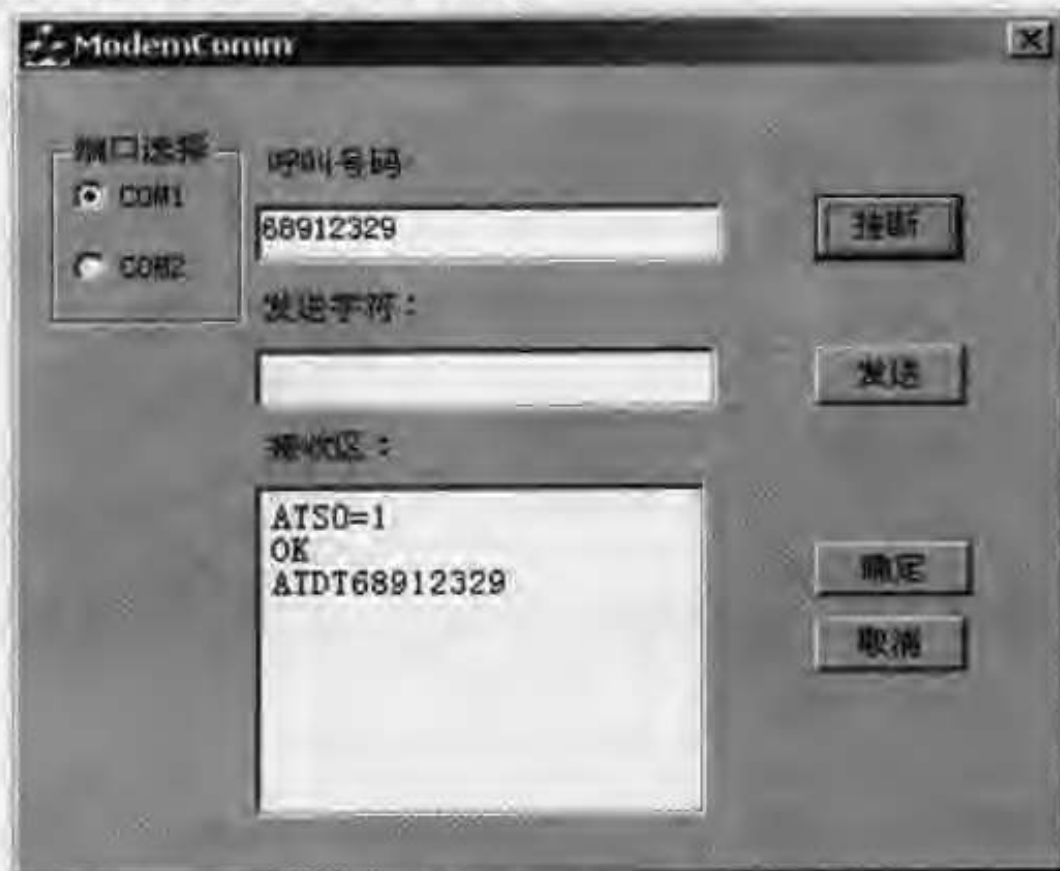 ModemComm
端口选择
COM1
COM2
呼叫号码
68912329
挂断
发送字符：
发送
接收区：
ATS0=1
OK
ATDT68912329
确定
取消